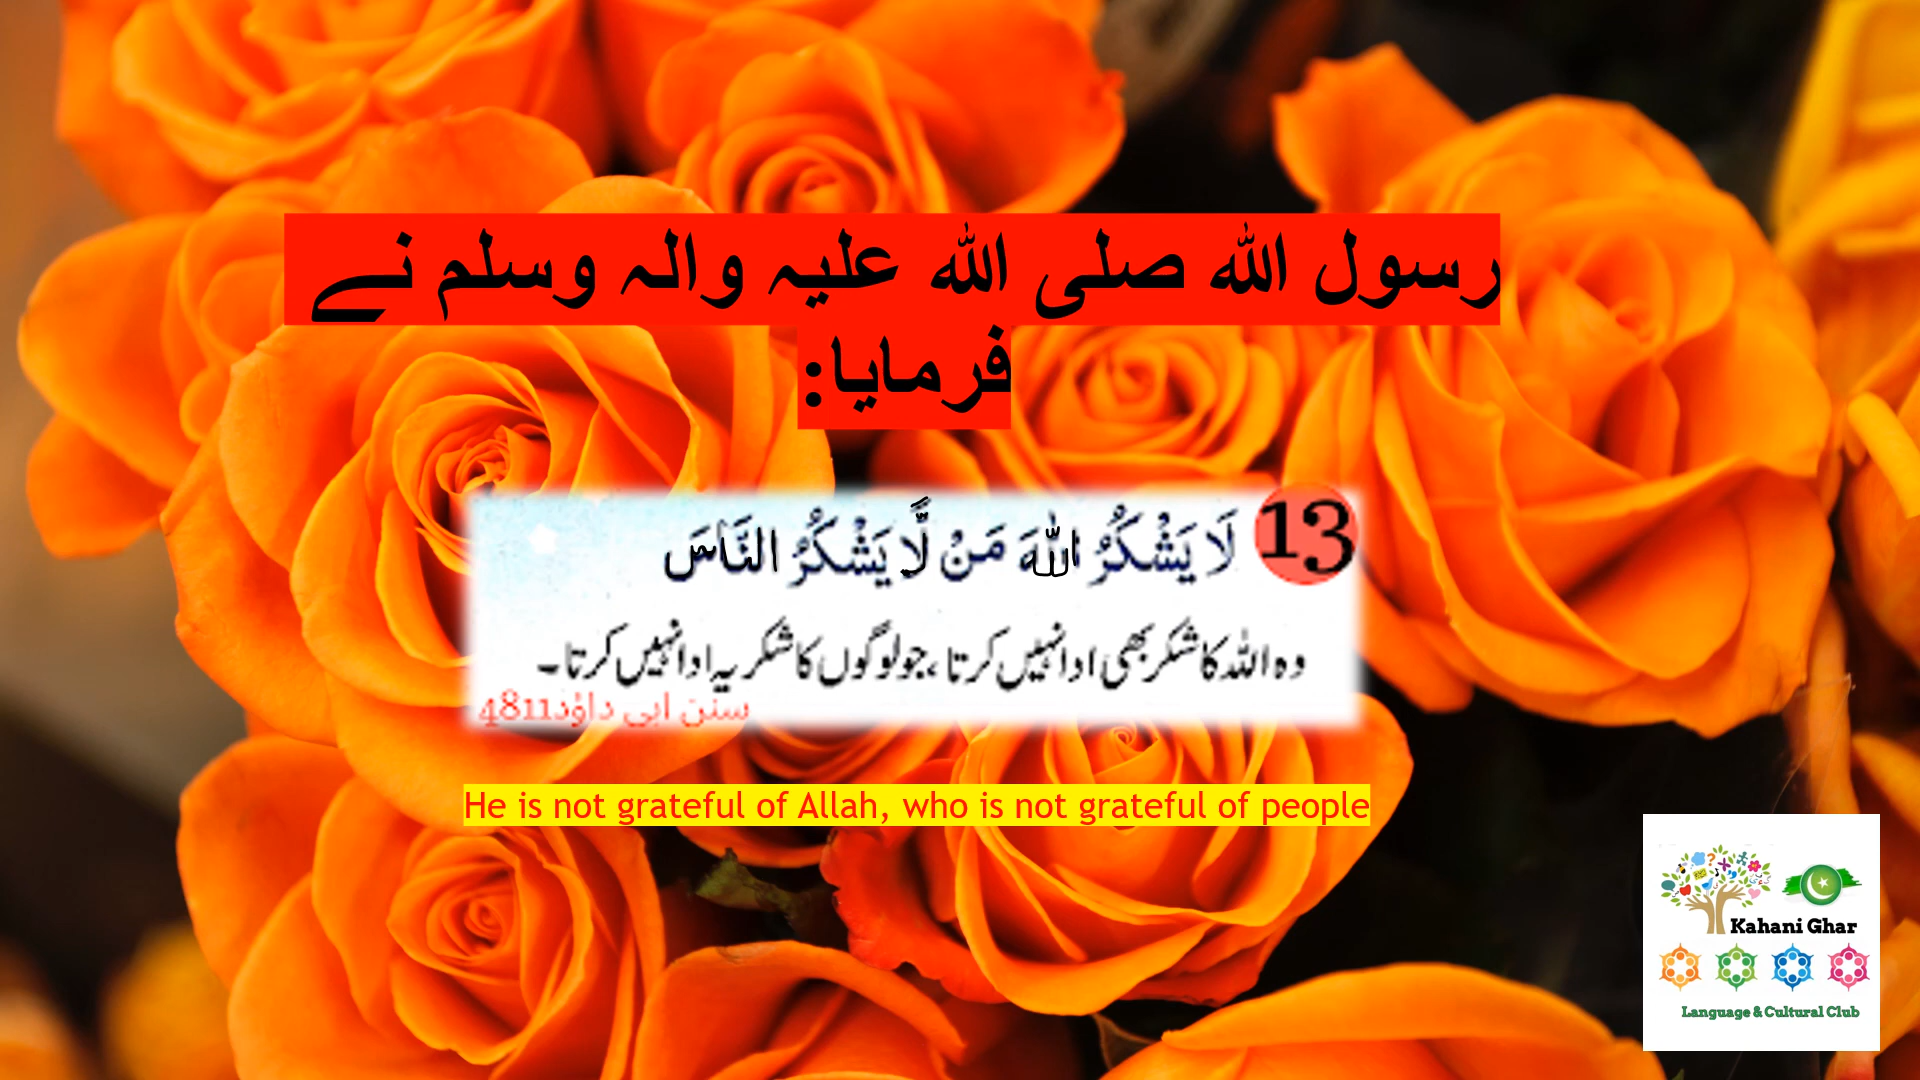 رسول اللہ صلی اللہ علیہ والہ وسلم نے
فرمایا:
13 لَا يَشْكُرُ اللّٰهَ مَنْ لَّا يَشْكُرُ النَّاسَ
وہ اللہ کا شکر بھی ادا نہیں کرتا ، جو لوگوں کا شکریہ ادا نہیں کرتا ۔
سنن ابی داؤد4811
He is not grateful of Allah, who is not grateful of people
Kahani Ghar
Language & Cultural Club